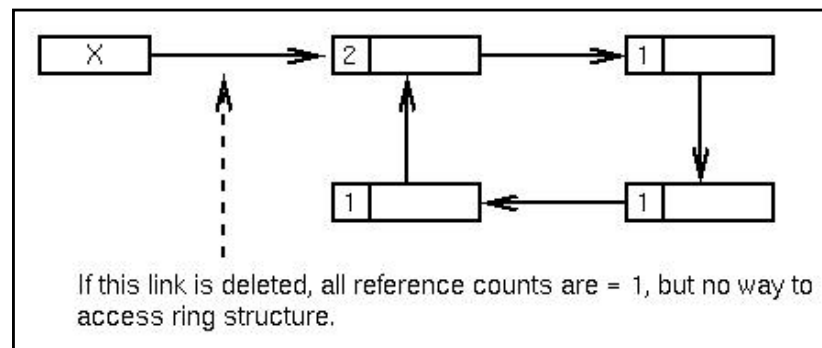 X
2
1
1
1
If this link is deleted, all reference counts are = 1, but no way to
access ring structure.